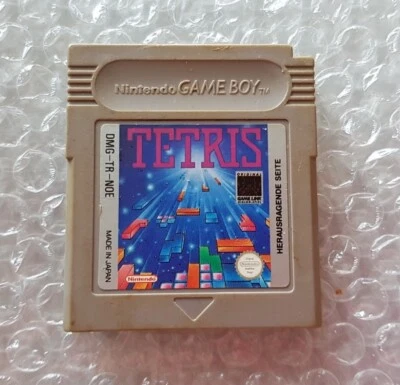 Nintendo GAME BOY TM
TETRIS
DMG-TR-NOE
MADE IN JAPAN
HERAUSRAGENDE SEITE
Nintendo